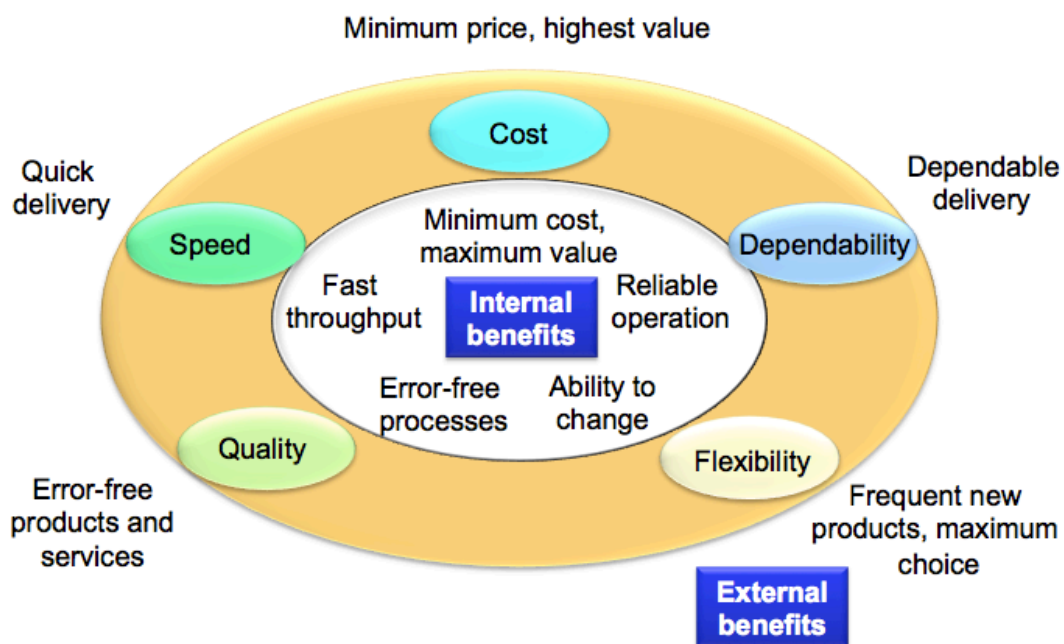 Minimum price, highest value
Cost
Quick
delivery
Dependable
delivery
Speed
Dependability
Minimum cost,
maximum value
Fast
throughput
Internal
benefits
Reliable
operation
Error-free
processes
Ability to
change
Quality
Flexibility
Error-free
products and
services
Frequent new
products, maximum
choice
External
benefits